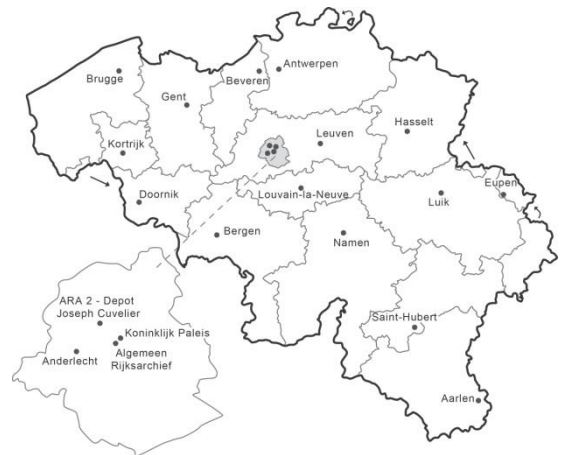 Antwerpen
Beveren
Brugge
Gent
Hasselt
Leuven
Kortrijk
Eupen
Doornik
Louvain-la-Neuve
Luik
Bergen
Namen
ARA 2 - Depot
Joseph Cuvelier
Koninklijk Paleis
Algemeen
Rijksarchief
Anderlecht
Saint-Hubert
Aarlen